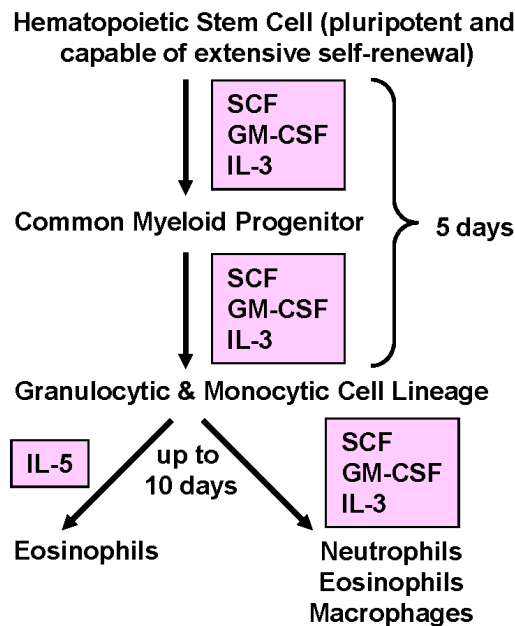 Hematopoietic Stem Cell (pluripotent and
capable of extensive self-renewal)
SCF
GM-CSF
IL-3
5 days
Common Myeloid Progenitor
SCF
GM-CSF
IL-3
Granulocytic & Monocytic Cell Lineage
IL-5
up to
10 days
SCF
GM-CSF
IL-3
Eosinophils
Neutrophils
Eosinophils
Macrophages